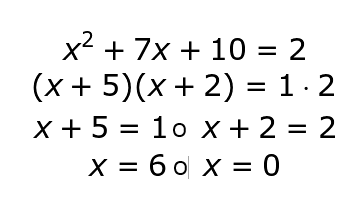 x² + 7x + 10 = 2
(x + 5)(x + 2) = 1 · 2
x + 5 = 1 o x + 2 = 2
x = 6 o x = 0